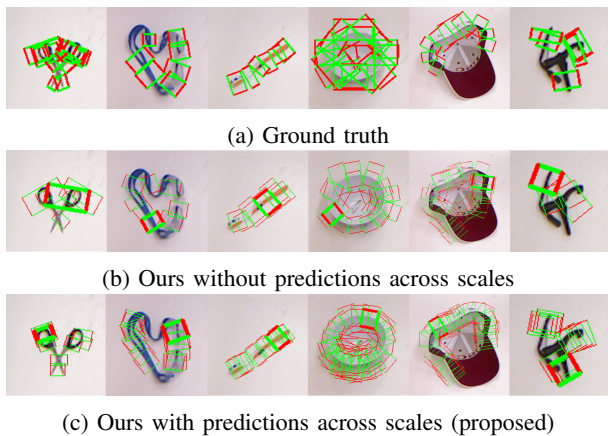 (a) Ground truth
(b) Ours without predictions across scales
(c) Ours with predictions across scales (proposed)